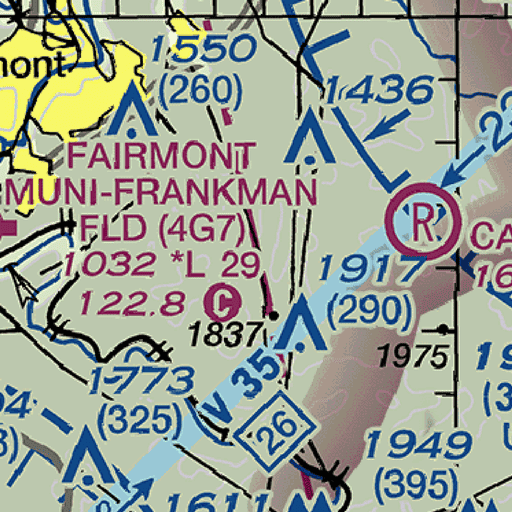 1550
(260)
1436
FAIRMONT
MUNI-FRANKMAN
FLD (4G7)
1032 *L 29
122.8 C
R
1917
(290)
1837
1975
1773
(325)
V 35
26
1949
(395)
1611